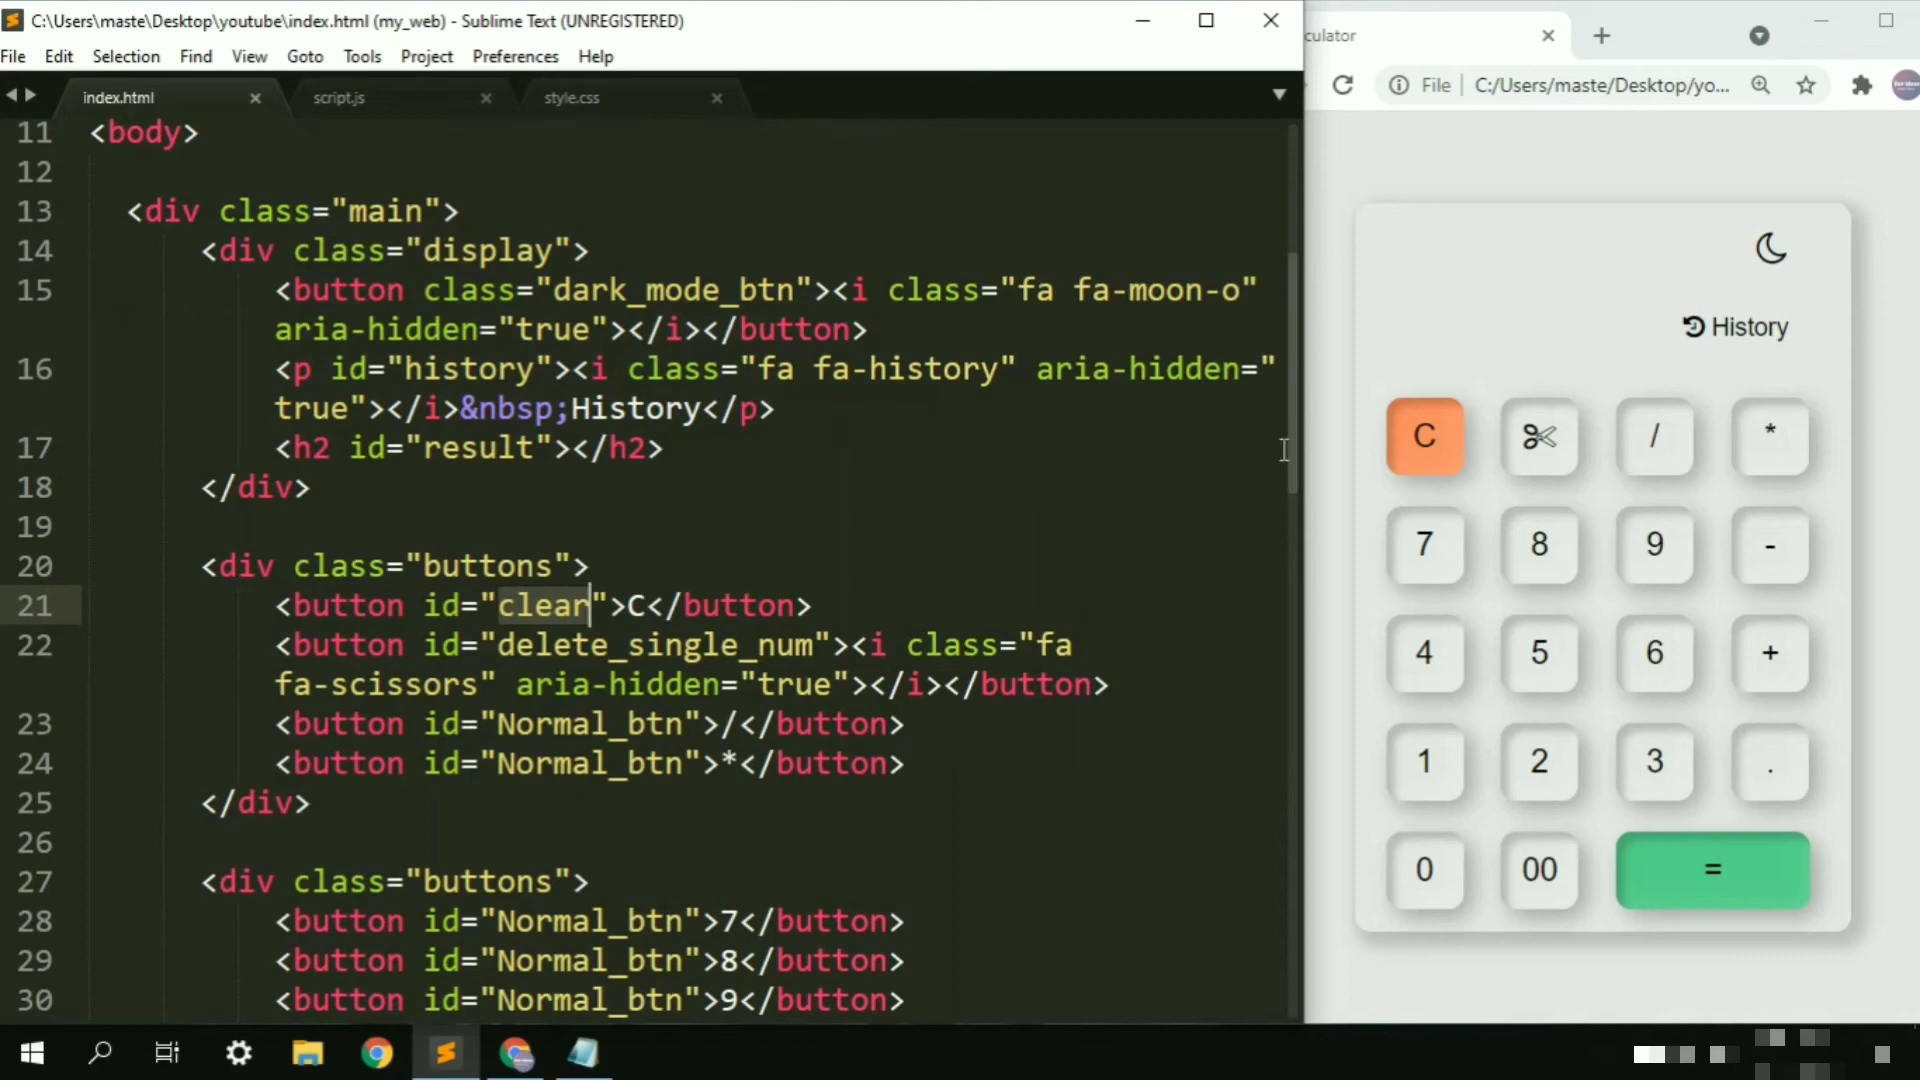 C:\Users\maste\Desktop\youtube\index.html (my_web) - Sublime Text (UNREGISTERED)
File Edit Selection Find View Goto Tools Project Preferences Help
index.html script.js style.css
11 <body>
12
13 <div class="main">
14 <div class="display">
15 <button class="dark_mode_btn"><i class="fa fa-moon-o"
aria-hidden="true"></i></button>
16 <p id="history"><i class="fa fa-history" aria-hidden="
true"></i>&nbsp;History</p>
17 <h2 id="result"></h2>
18 </div>
19
20 <div class="buttons">
21 <button id="clear">C</button>
22 <button id="delete_single_num"><i class="fa
fa-scissors" aria-hidden="true"></i></button>
23 <button id="Normal_btn">/</button>
24 <button id="Normal_btn">*</button>
25 </div>
26
27 <div class="buttons">
28 <button id="Normal_btn">7</button>
29 <button id="Normal_btn">8</button>
30 <button id="Normal_btn">9</button>
culator
File C:/Users/maste/Desktop/yo...
History
C / *
7 8 9 -
4 5 6 +
1 2 3 .
0 00 =